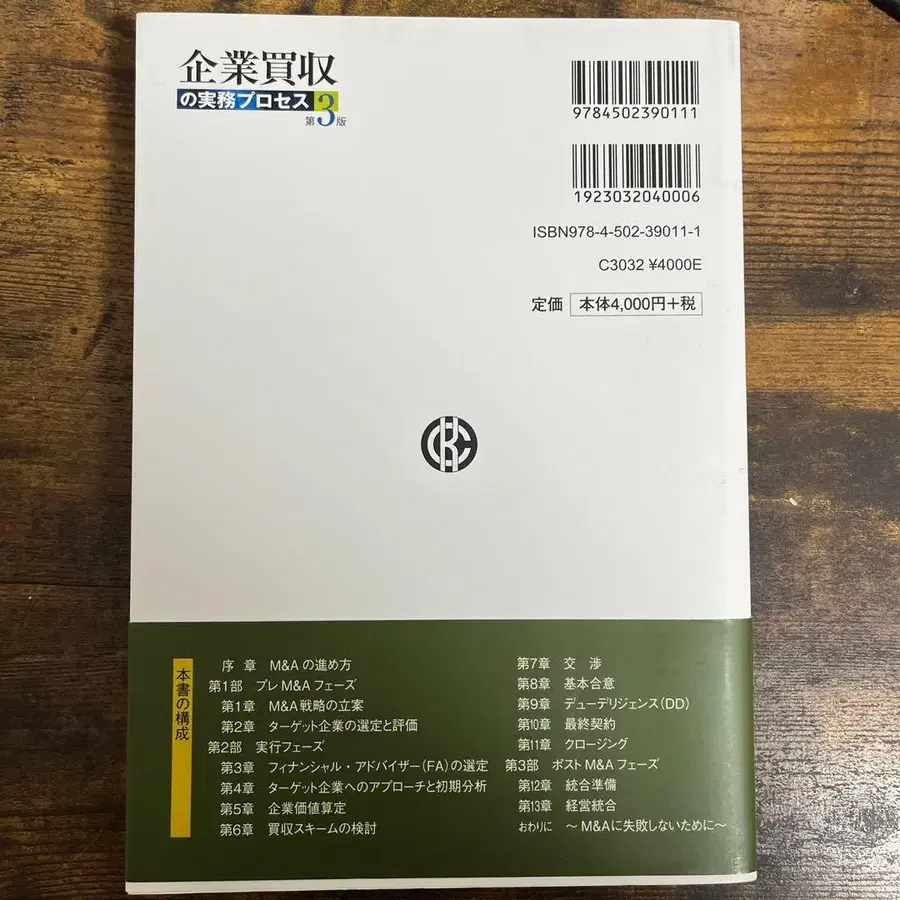 企業買収
の実務プロセス
第3版
9784502390111
1923032040006
ISBN978-4-502-39011-1
C3032 ¥4000E
定価 本体4,000円+税
本書の構成
序 章 M&Aの進め方
第1部 プレM&Aフェーズ
第1章 M&A戦略の立案
第2章 ターゲット企業の選定と評価
第2部 実行フェーズ
第3章 フィナンシャル・アドバイザー(FA)の選定
第4章 ターゲット企業へのアプローチと初期分析
第5章 企業価値算定
第6章 買収スキームの検討
第7章 交 渉
第8章 基本合意
第9章 デューデリジェンス(DD)
第10章 最終契約
第11章 クロージング
第3部 ポストM&Aフェーズ
第12章 統合準備
第13章 経営統合
おわりに ~M&Aに失敗しないために~